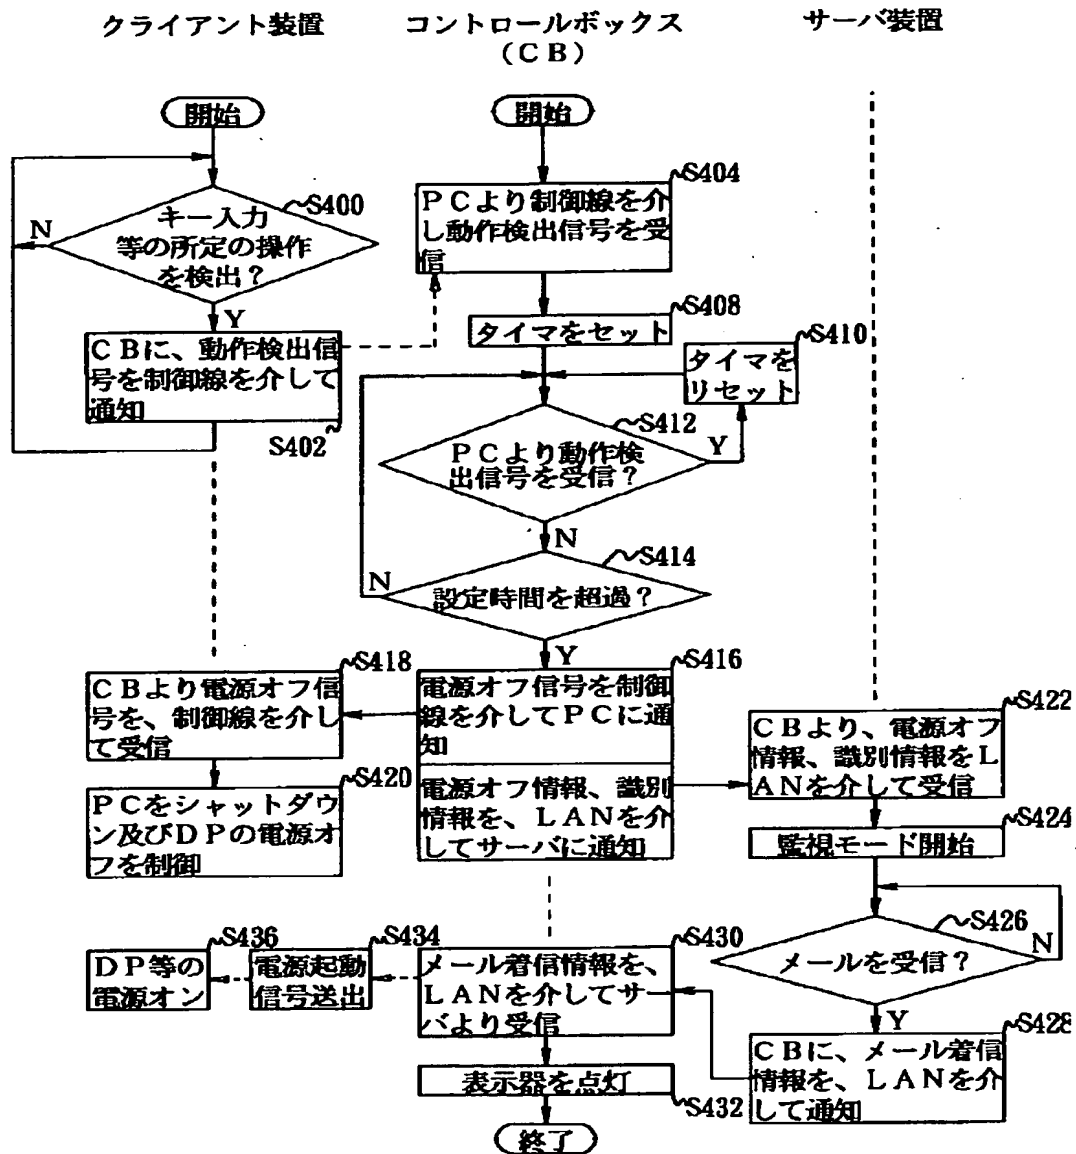 クライアント装置
コントロールボックス
(CB)
サーバ装置
開始
開始
S400
キー入力
等の所定の操作
を検出?
N
Y
CBに、動作検出信
号を制御線を介して
通知
S402
S404
PCより制御線を介
し動作検出信号を受
信
S408
タイマをセット
S410
タイマを
リセット
S412
PCより動作検
出信号を受信?
Y
N
S414
設定時間を超過?
N
Y
S416
電源オフ信号を制御
線を介してPCに通
知
電源オフ情報、識別
情報を、LANを介
してサーバに通知
S418
CBより電源オフ信
号を、制御線を介し
て受信
S420
PCをシャットダウ
ン及びDPの電源オ
フを制御
S422
CBより、電源オフ
情報、識別情報をL
ANを介して受信
S424
監視モード開始
S426
メールを受信?
N
Y
S428
CBに、メール着信
情報を、LANを介
して通知
S430
メール着信情報を、
LANを介してサー
バより受信
S434
電源起動
信号送出
S436
DP等の
電源オン
表示器を点灯
S432
終了